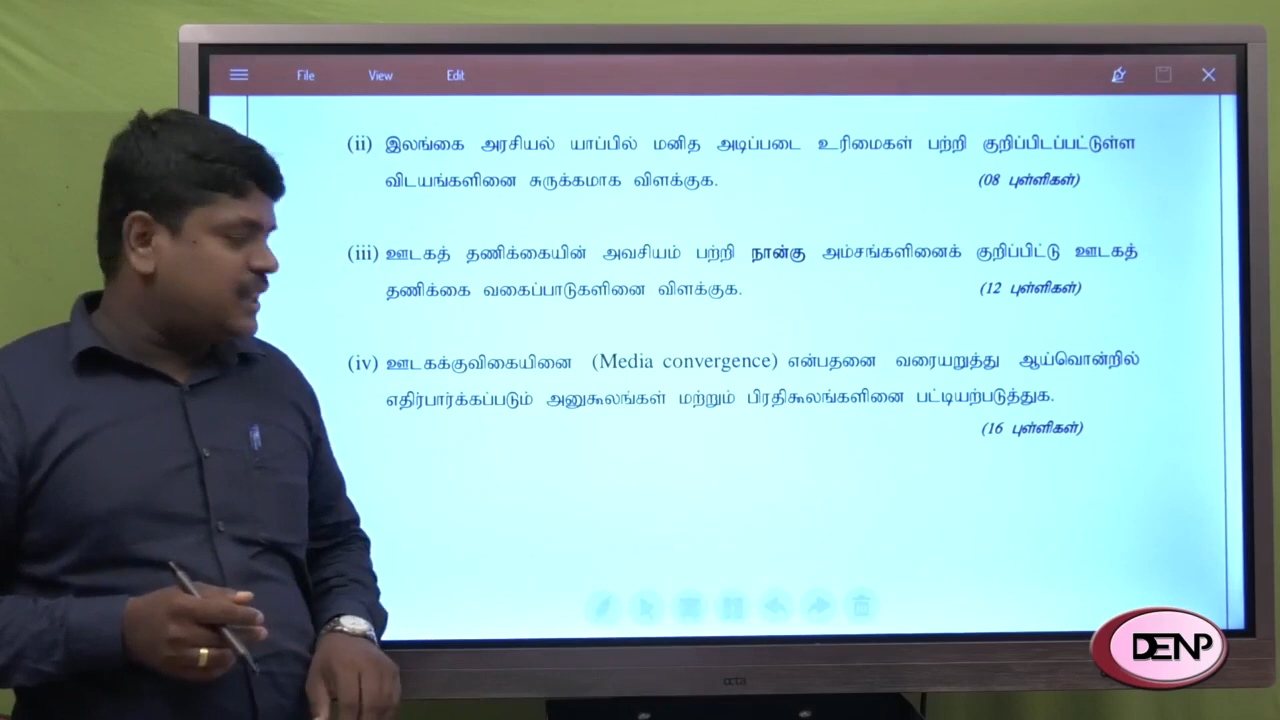 File View Edit
(ii) இலங்கை அரசியல் யாப்பில் மனித அடிப்படை உரிமைகள் பற்றி குறிப்பிடப்பட்டுள்ள
விடயங்களினை சுருக்கமாக விளக்குக. (08 புள்ளிகள்)
(iii) ஊடகத் தணிக்கையின் அவசியம் பற்றி நான்கு அம்சங்களினைக் குறிப்பிட்டு ஊடகத்
தணிக்கை வகைப்பாடுகளினை விளக்குக. (12 புள்ளிகள்)
(iv) ஊடகக்குவிகையினை (Media convergence) என்பதனை வரையறுத்து ஆய்வொன்றில்
எதிர்பார்க்கப்படும் அனுகூலங்கள் மற்றும் பிரதிகூலங்களினை பட்டியற்படுத்துக.
(16 புள்ளிகள்)
DENP